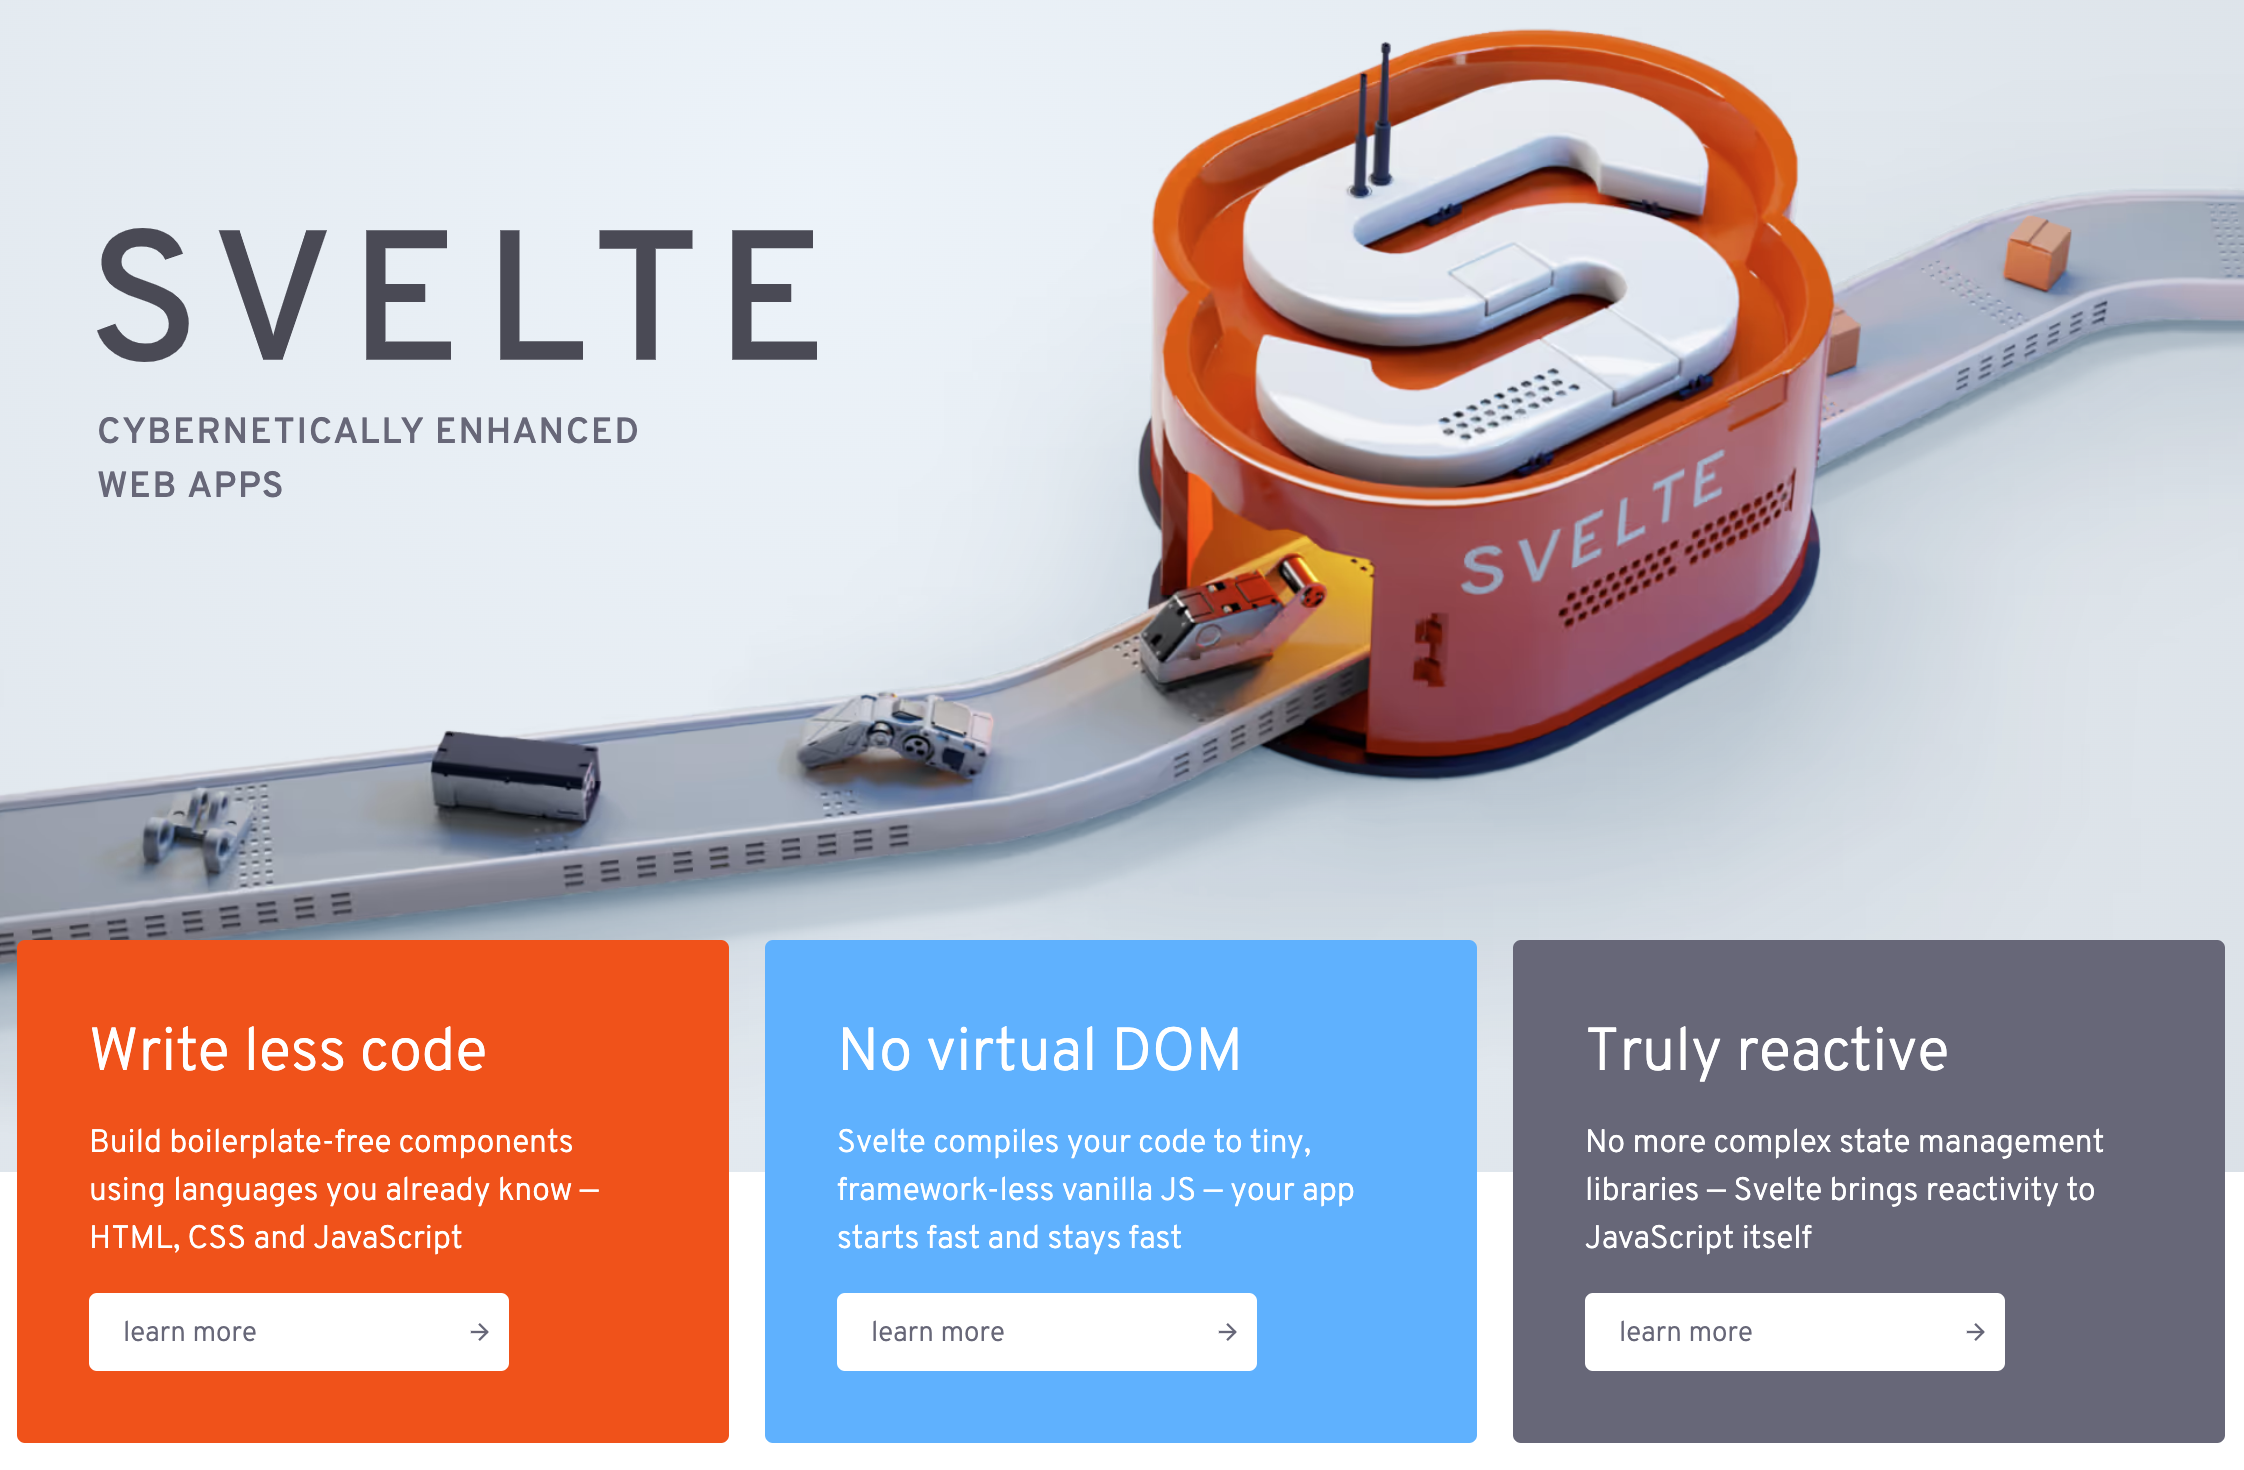 SVELTE
CYBERNETICALLY ENHANCED
WEB APPS
SVELTE
Write less code
Build boilerplate-free components
using languages you already know —
HTML, CSS and JavaScript
learn more →
No virtual DOM
Svelte compiles your code to tiny,
framework-less vanilla JS — your app
starts fast and stays fast
learn more →
Truly reactive
No more complex state management
libraries — Svelte brings reactivity to
JavaScript itself
learn more →